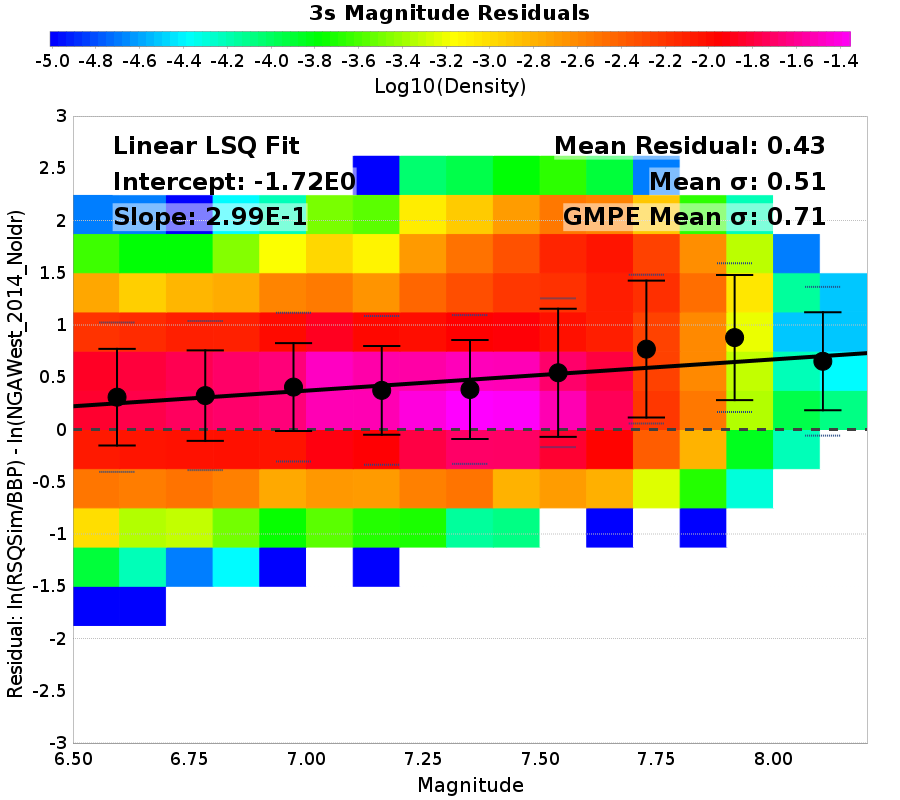 3s Magnitude Residuals
-5.0 -4.8 -4.6 -4.4 -4.2 -4.0 -3.8 -3.6 -3.4 -3.2 -3.0 -2.8 -2.6 -2.4 -2.2 -2.0 -1.8 -1.6 -1.4
Log10(Density)
Linear LSQ Fit
Intercept: -1.72E0
Slope: 2.99E-1
Mean Residual: 0.43
Mean σ: 0.51
GMPE Mean σ: 0.71
Residual: ln(RSQSim/BBP) - ln(NGAWest_2014_NoIdr)
3
2.5
2
1.5
1
0.5
0
-0.5
-1
-1.5
-2
-2.5
-3
6.50 6.75 7.00 7.25 7.50 7.75 8.00
Magnitude